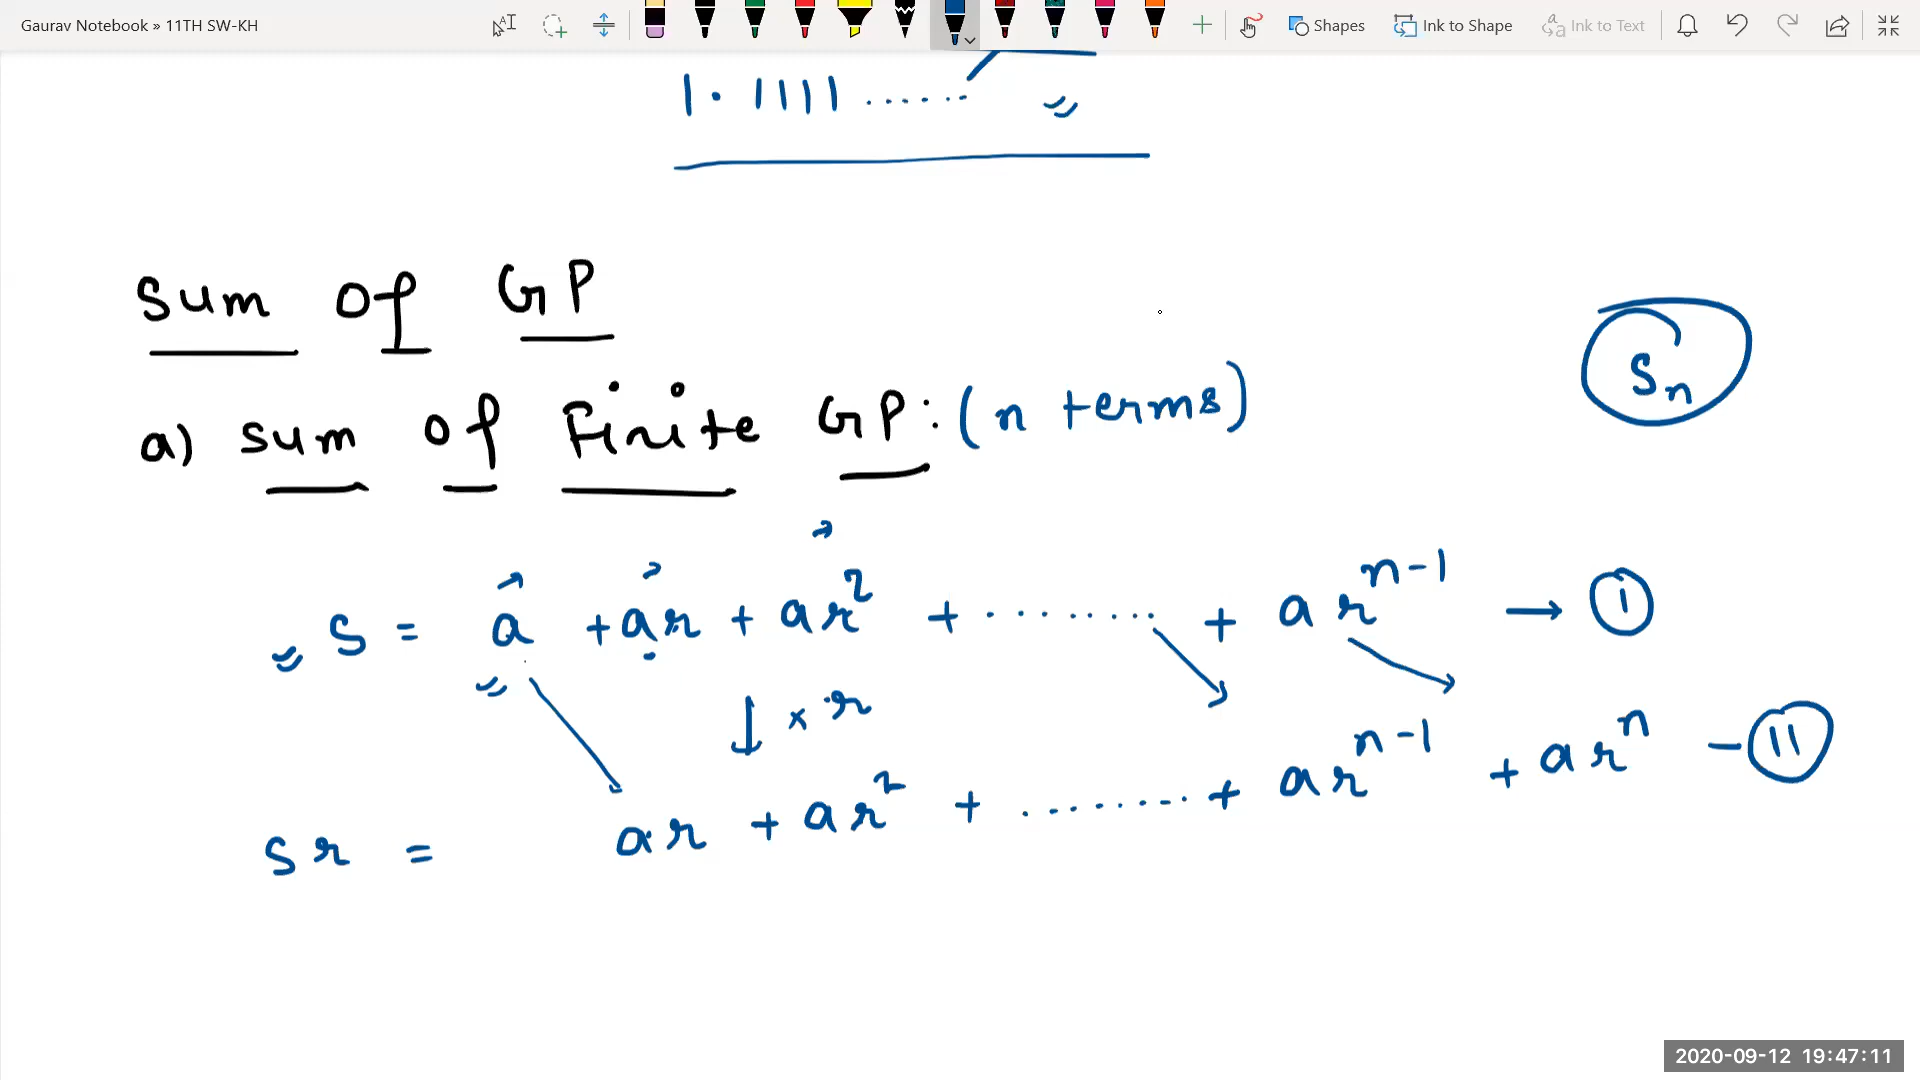 Gaurav Notebook » 11TH SW-KH
Shapes Ink to Shape Ink to Text
1.1111......
Sum of GP
Sn
a) Sum of Finite GP: (n terms)
S = a + ar + ar² + ......... + arⁿ⁻¹ → ①
↓ × r
Sr = ar + ar² + ......... + arⁿ⁻¹ + arⁿ - Ⅱ
2020-09-12 19:47:11